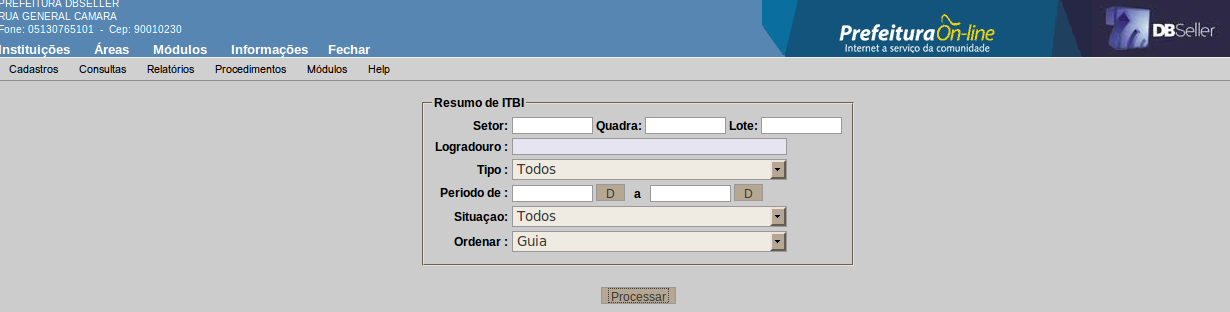 PREFEITURA DBSELLER
RUA GENERAL CAMARA
Fone: 05130765101 - Cep: 90010230
Prefeitura On-line
Internet a serviço da comunidade
DBSeller
Instituições Áreas Módulos Informações Fechar
Cadastros Consultas Relatórios Procedimentos Módulos Help
Resumo de ITBI
Setor: Quadra: Lote:
Logradouro :
Tipo : Todos
Periodo de : D a D
Situaçao: Todos
Ordenar : Guia
Processar